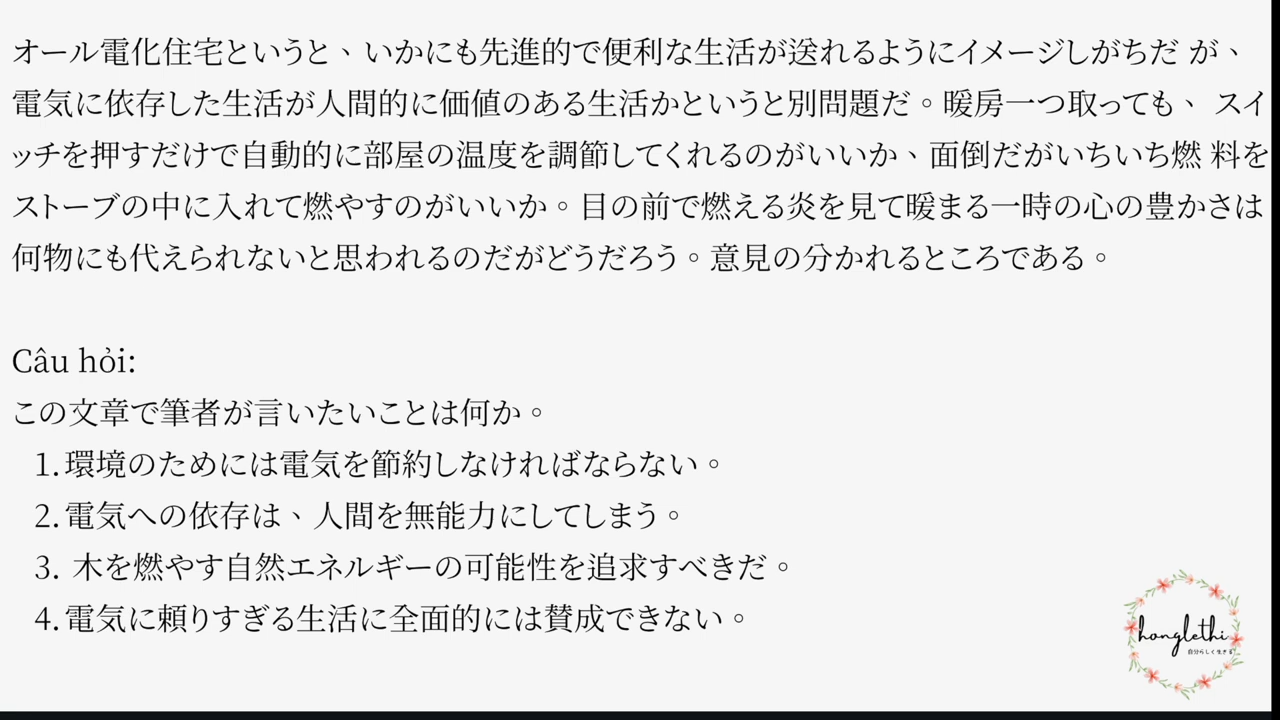 オール電化住宅というと、いかにも先進的で便利な生活が送れるようにイメージしがちだ が、
電気に依存した生活が人間的に価値のある生活かというと別問題だ。暖房一つ取っても、 スイ
ッチを押すだけで自動的に部屋の温度を調節してくれるのがいいか、面倒だがいちいち燃 料を
ストーブの中に入れて燃やすのがいいか。目の前で燃える炎を見て暖まる一時の心の豊かさは
何物にも代えられないと思われるのだがどうだろう。意見の分かれるところである。
Câu hỏi:
この文章で筆者が言いたいことは何か。
1.環境のためには電気を節約しなければならない。
2.電気への依存は、人間を無能力にしてしまう。
3. 木を燃やす自然エネルギーの可能性を追求すべきだ。
4.電気に頼りすぎる生活に全面的には賛成できない。
honglethi
自分らしく生きる